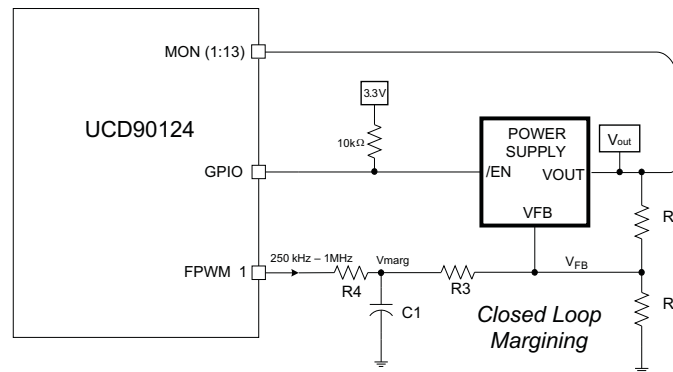 MON (1:13)
UCD90124
3.3V
10kΩ
GPIO
POWER
SUPPLY
/EN
VOUT
VFB
Vout
R
FPWM 1
250 kHz – 1MHz
Vmarg
R4
R3
C1
VFB
R
Closed Loop
Margining